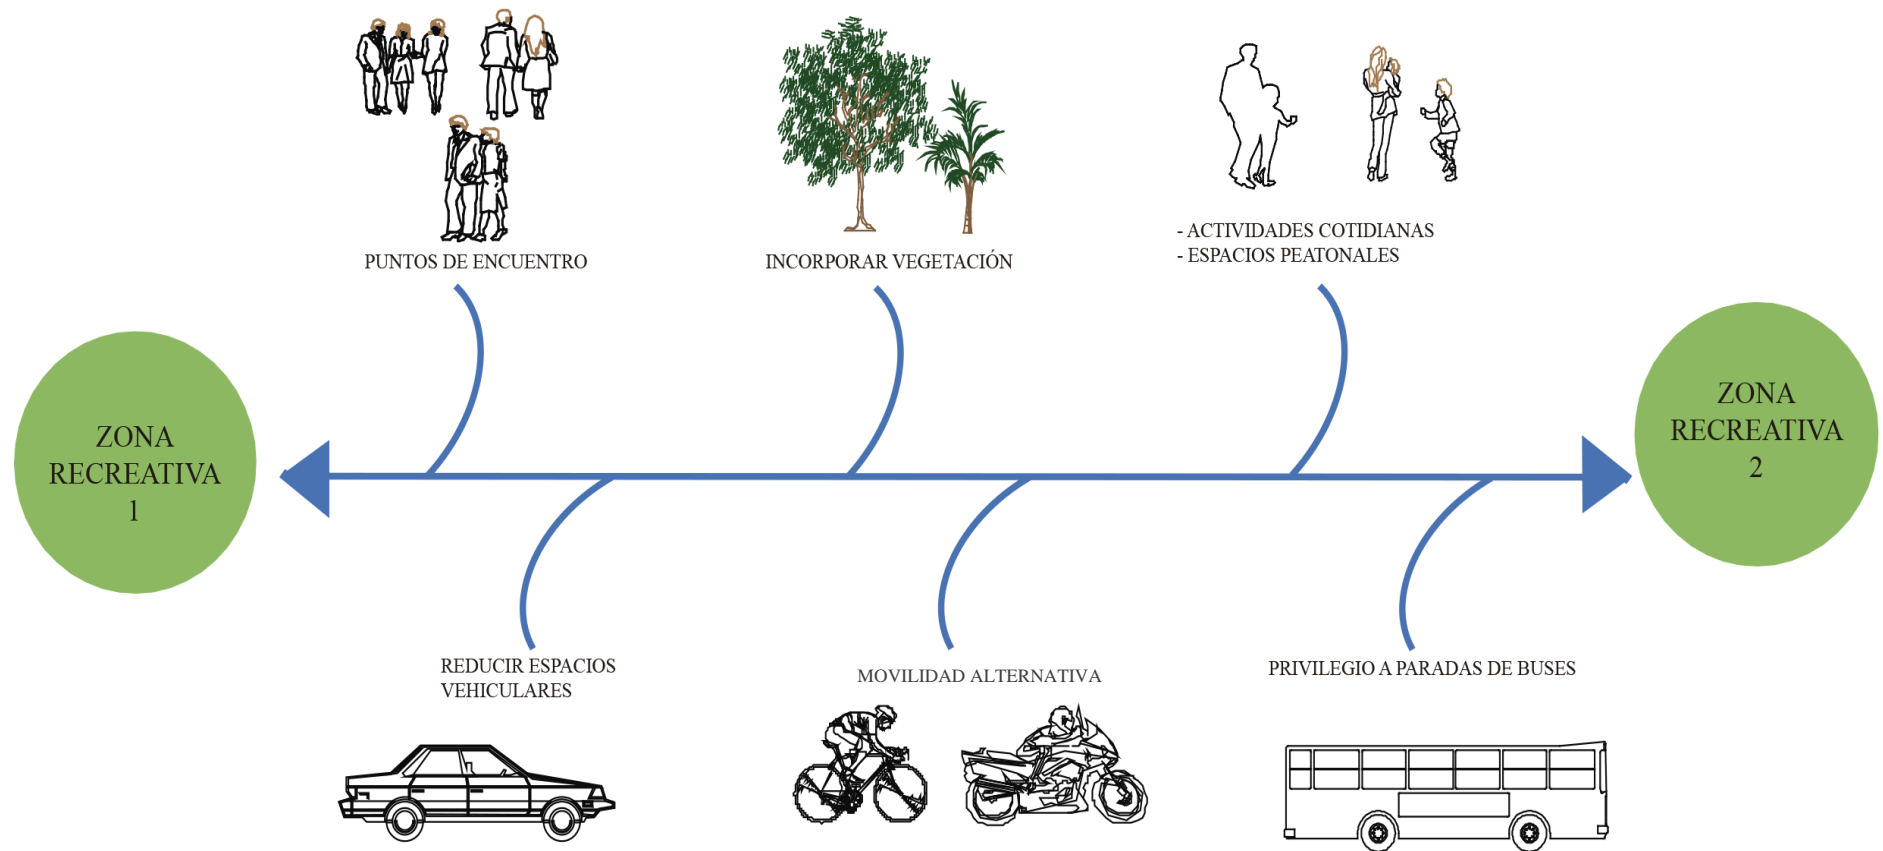 PUNTOS DE ENCUENTRO
INCORPORAR VEGETACIÓN
- ACTIVIDADES COTIDIANAS
- ESPACIOS PEATONALES
ZONA
RECREATIVA
1
ZONA
RECREATIVA
2
REDUCIR ESPACIOS
VEHICULARES
MOVILIDAD ALTERNATIVA
PRIVILEGIO A PARADAS DE BUSES